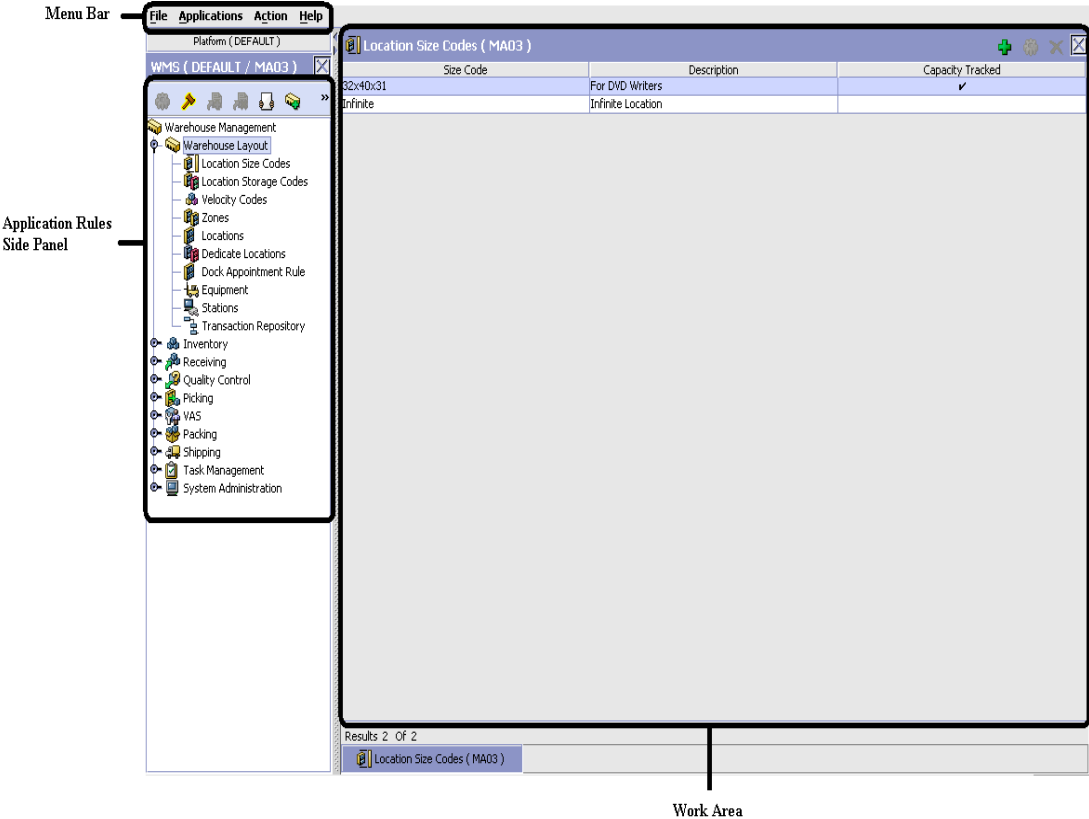 Menu Bar
File Applications Action Help
Platform ( DEFAULT )
WMS ( DEFAULT / MA03 )
»
Application Rules
Side Panel
Warehouse Management
Warehouse Layout
Location Size Codes
Location Storage Codes
Velocity Codes
Zones
Locations
Dedicate Locations
Dock Appointment Rule
Equipment
Stations
Transaction Repository
Inventory
Receiving
Quality Control
Picking
VAS
Packing
Shipping
Task Management
System Administration
Location Size Codes ( MA03 )
Size Code Description Capacity Tracked
32x40x31 For DVD Writers ✔
Infinite Infinite Location
Results 2 Of 2
Location Size Codes ( MA03 )
Work Area